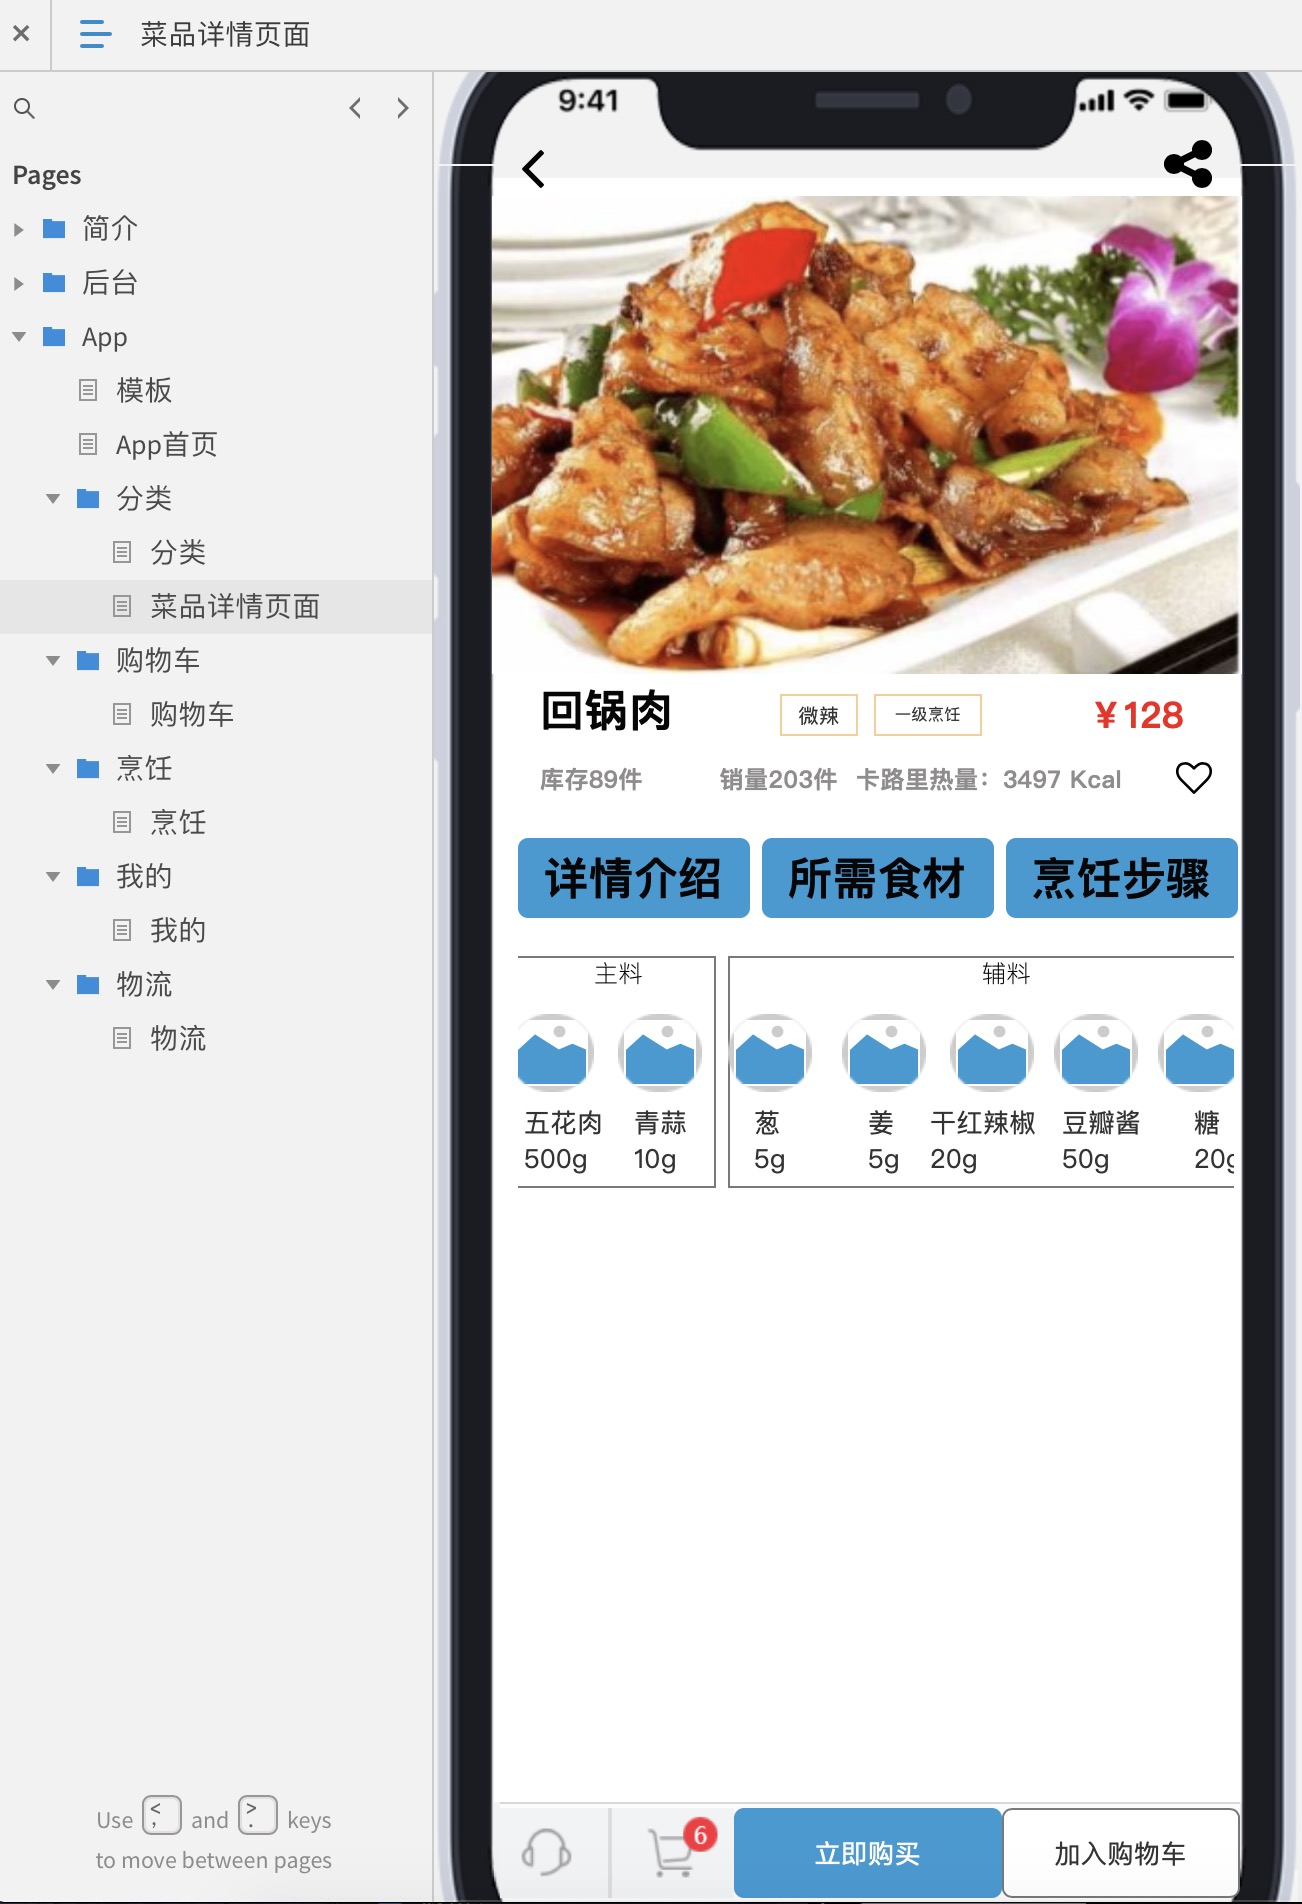 菜品详情页面
Pages
简介
后台
App
模板
App首页
分类
分类
菜品详情页面
购物车
购物车
烹饪
烹饪
我的
我的
物流
物流
Use < , and > . keys
to move between pages
9:41
回锅肉 微辣 一级烹饪 ¥128
库存89件 销量203件 卡路里热量：3497 Kcal
详情介绍 所需食材 烹饪步骤
主料 辅料
五花肉 青蒜 葱 姜 干红辣椒 豆瓣酱 糖
500g 10g 5g 5g 20g 50g 20g
6 立即购买 加入购物车